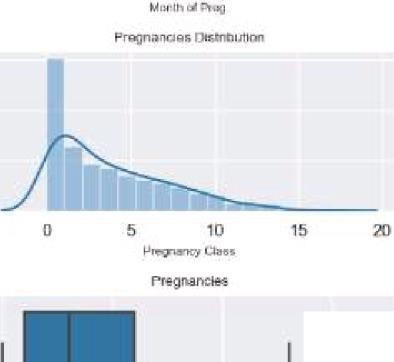 Month of Preg
Pregnancies Distribution
0 5 10 15 20
Pregnancy Class
Pregnancies